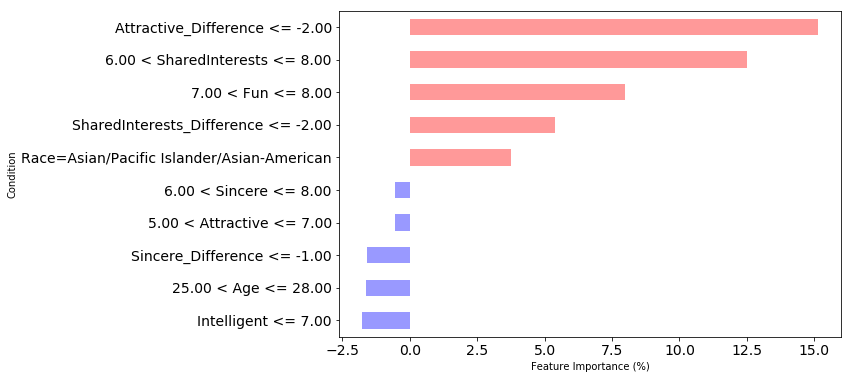 Attractive_Difference <= -2.00
6.00 < SharedInterests <= 8.00
7.00 < Fun <= 8.00
SharedInterests_Difference <= -2.00
Race=Asian/Pacific Islander/Asian-American
6.00 < Sincere <= 8.00
5.00 < Attractive <= 7.00
Sincere_Difference <= -1.00
25.00 < Age <= 28.00
Intelligent <= 7.00
Condition
−2.5 0.0 2.5 5.0 7.5 10.0 12.5 15.0
Feature Importance (%)